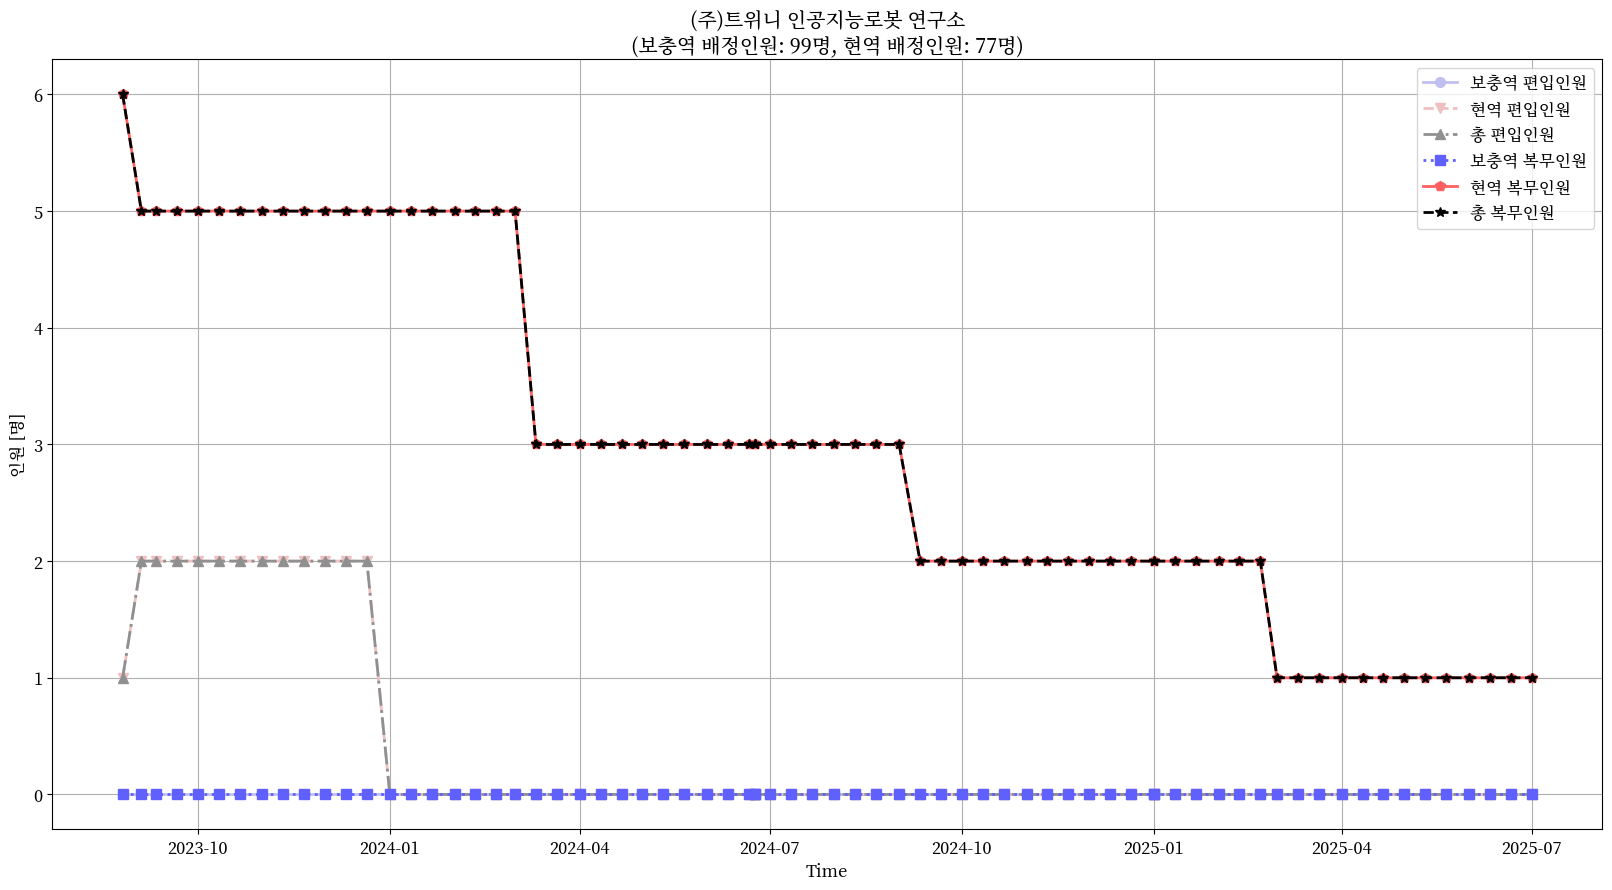 (주)트위니 인공지능로봇 연구소
(보충역 배정인원: 99명, 현역 배정인원: 77명)
보충역 편입인원
현역 편입인원
총 편입인원
보충역 복무인원
현역 복무인원
총 복무인원
인원 [명]
6
5
4
3
2
1
0
2023-10
2024-01
2024-04
2024-07
2024-10
2025-01
2025-04
2025-07
Time